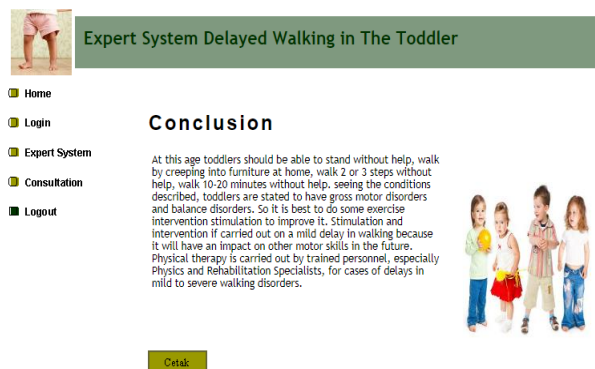 Expert System Delayed Walking in The Toddler
Home
Login
Expert System
Consultation
Logout
Conclusion
At this age toddlers should be able to stand without help, walk
by creeping into furniture at home, walk 2 or 3 steps without
help, walk 10-20 minutes without help. seeing the conditions
described, toddlers are stated to have gross motor disorders
and balance disorders. So it is best to do some exercise
intervention stimulation to improve it. Stimulation and
intervention if carried out on a mild delay in walking because
it will have an impact on other motor skills in the future.
Physical therapy is carried out by trained personnel, especially
Physics and Rehabilitation Specialists, for cases of delays in
mild to severe walking disorders.
Cetak